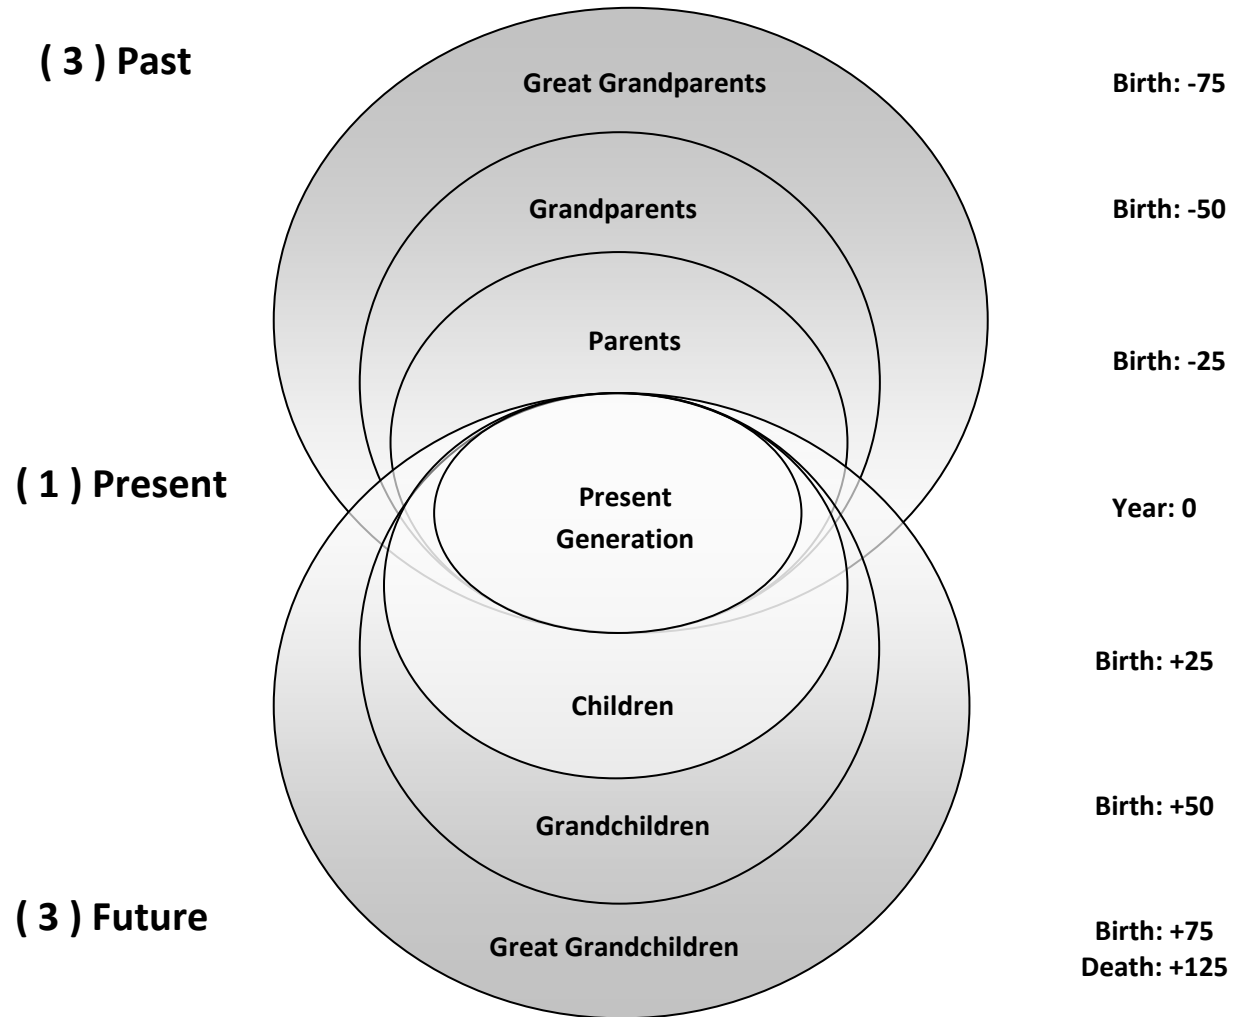 ( 3 ) Past
Great Grandparents
Birth: -75
Grandparents
Birth: -50
Parents
Birth: -25
( 1 ) Present
Present
Generation
Year: 0
Birth: +25
Children
Birth: +50
Grandchildren
( 3 ) Future
Great Grandchildren
Birth: +75
Death: +125